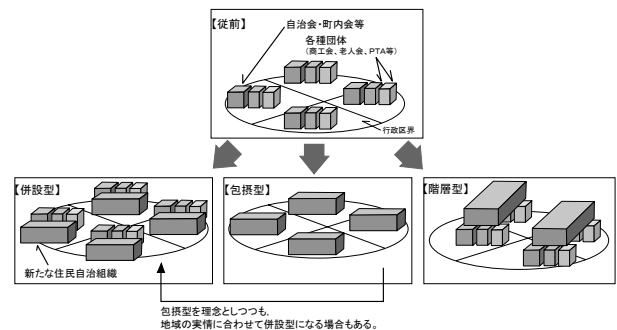 【従前】
自治会・町内会等
各種団体
(商工会、老人会、PTA等)
行政区界
【併設型】
新たな住民自治組織
【包摂型】
【階層型】
包摂型を理念としつつも、
地域の実情に合わせて併設型になる場合もある。